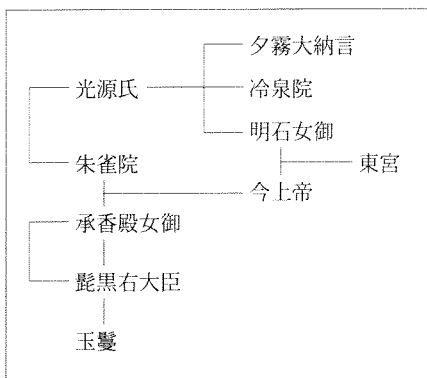 夕霧大納言
光源氏
冷泉院
明石女御
朱雀院
東宮
今上帝
承香殿女御
髭黒右大臣
玉鬘